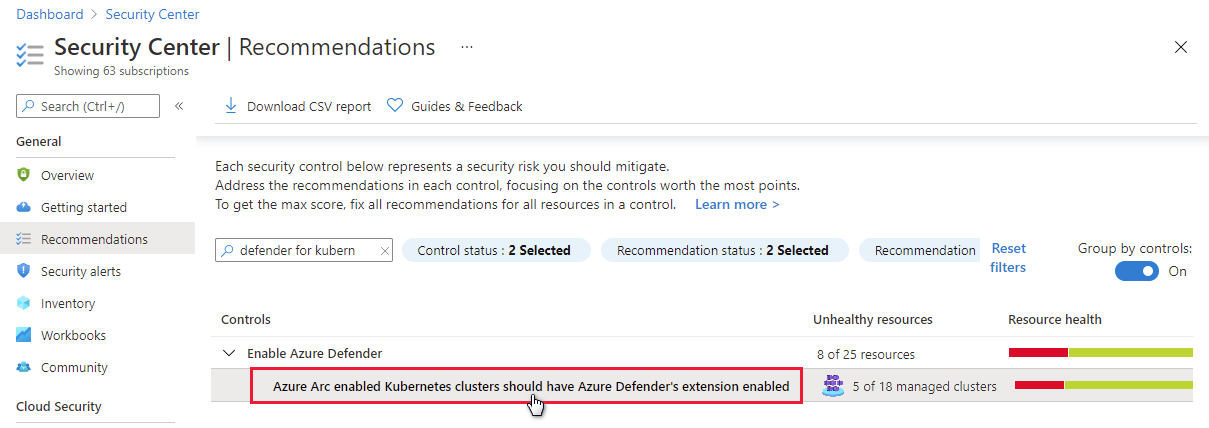 Dashboard > Security Center
Security Center | Recommendations ...
Showing 63 subscriptions
Search (Ctrl+/) «
Download CSV report Guides & Feedback
General
Overview
Getting started
Recommendations
Security alerts
Inventory
Workbooks
Community
Cloud Security
Each security control below represents a security risk you should mitigate.
Address the recommendations in each control, focusing on the controls worth the most points.
To get the max score, fix all recommendations for all resources in a control. Learn more >
defender for kubern
Control status : 2 Selected
Recommendation status : 2 Selected
Recommendation
Reset
filters
Group by controls:
On
Controls Unhealthy resources Resource health
Enable Azure Defender 8 of 25 resources
Azure Arc enabled Kubernetes clusters should have Azure Defender's extension enabled 5 of 18 managed clusters